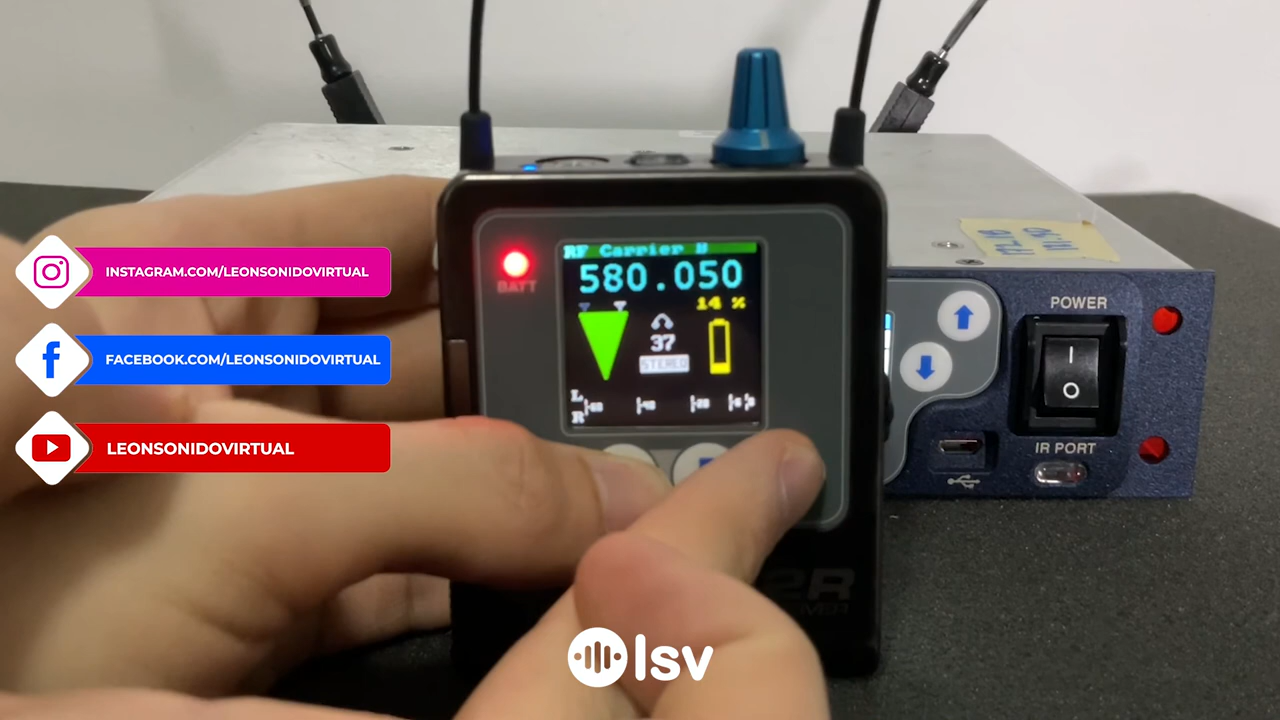 RF Carrier B
580.050
BATT
14 %
37
STEREO
L
R
POWER
IR PORT
2R
INSTAGRAM.COM/LEONSONIDOVIRTUAL
FACEBOOK.COM/LEONSONIDOVIRTUAL
LEONSONIDOVIRTUAL
lsv